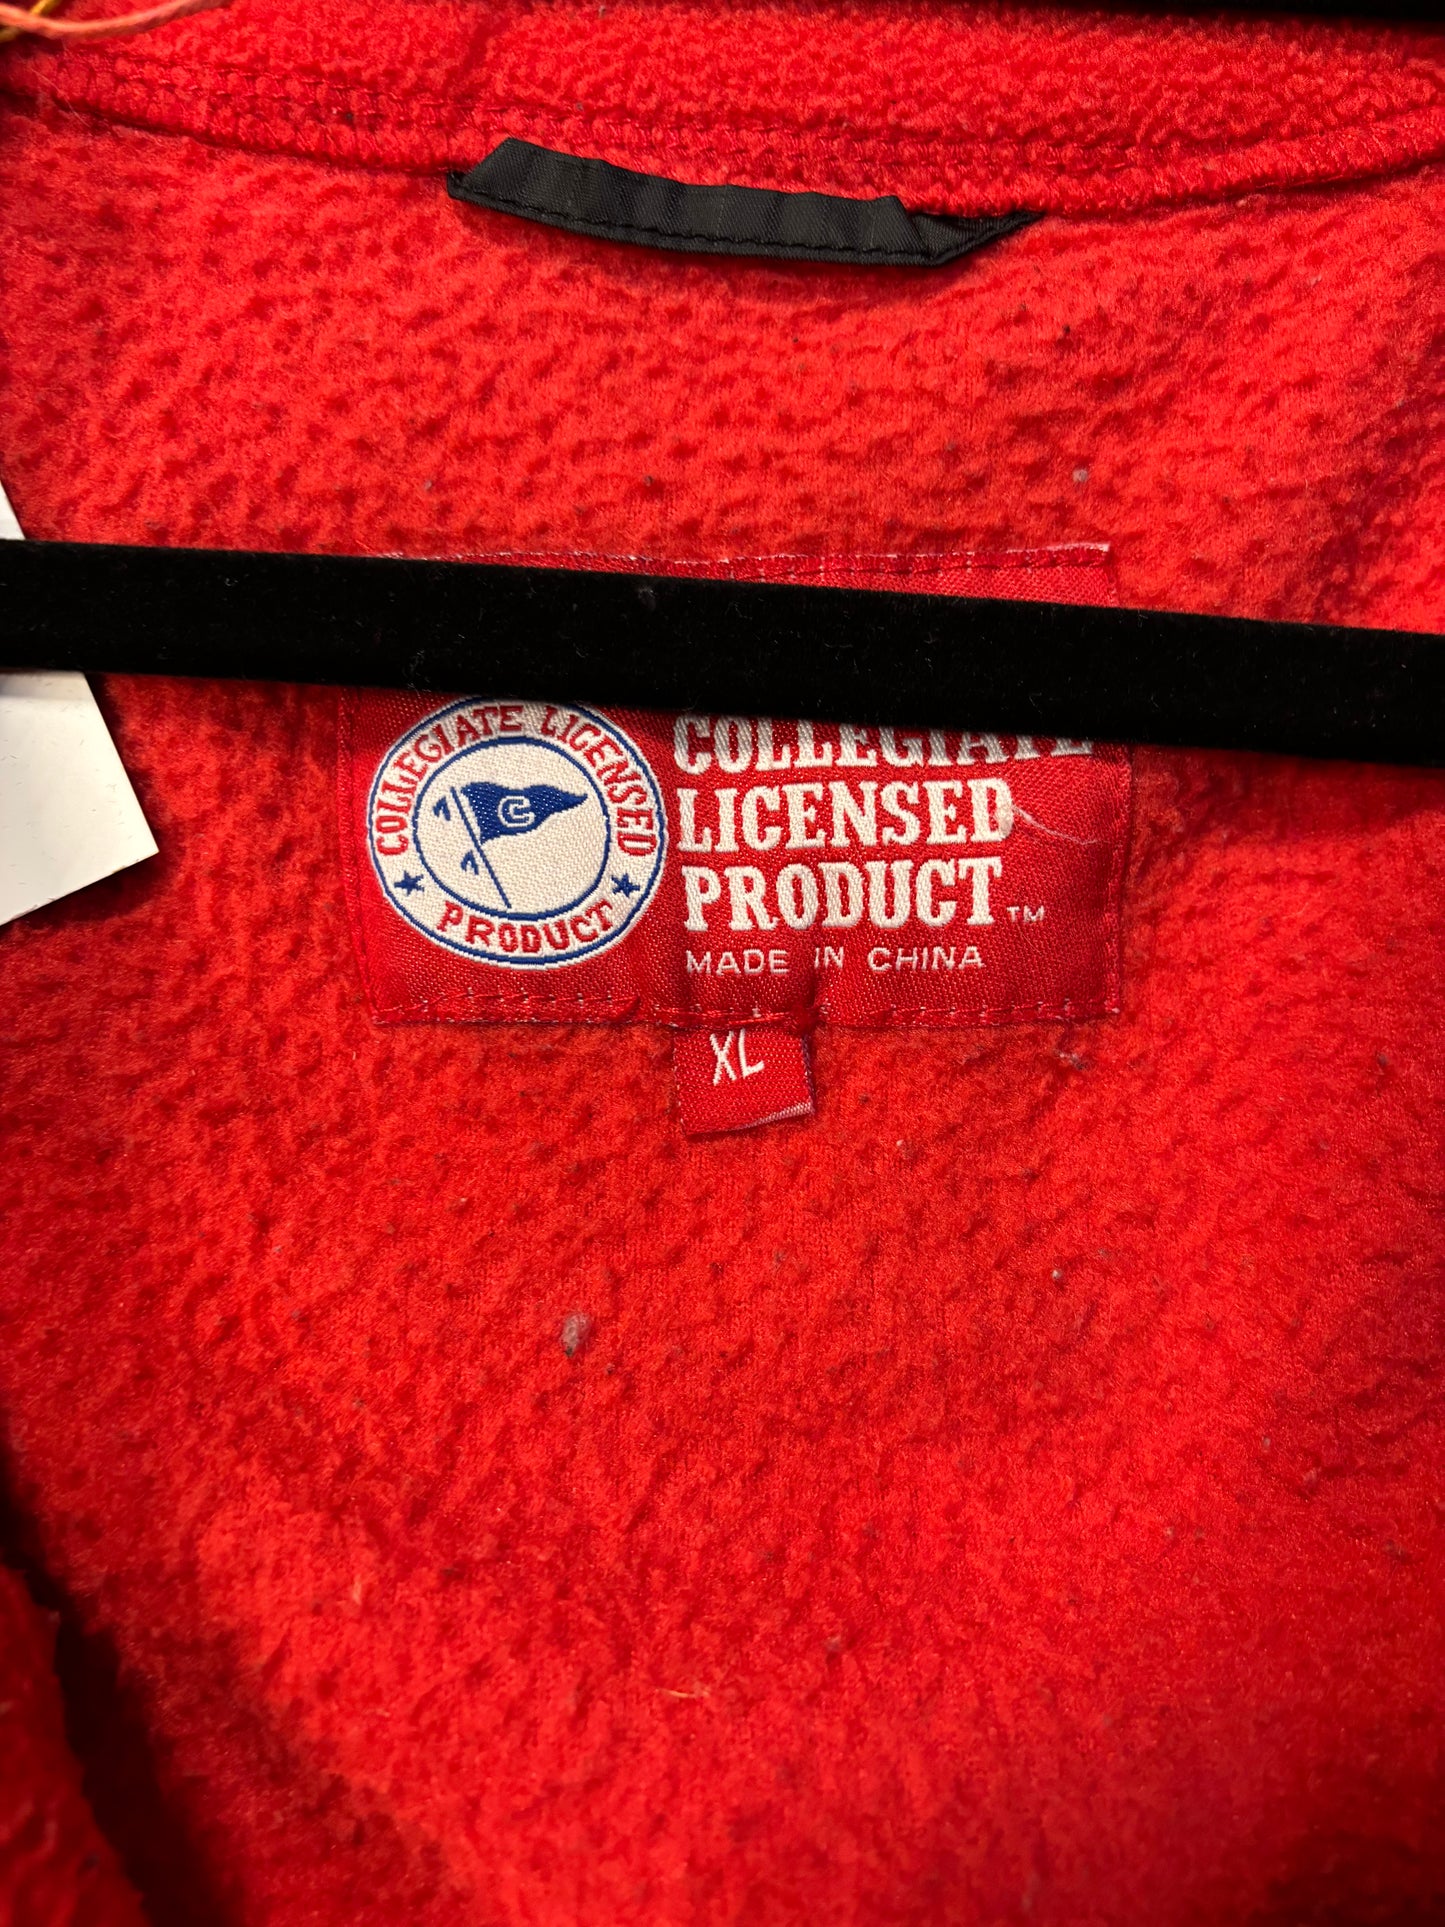 COLLEGIATE LICENSED
C
PRODUCT
COLLEGIATE
LICENSED
PRODUCT™
MADE IN CHINA
XL